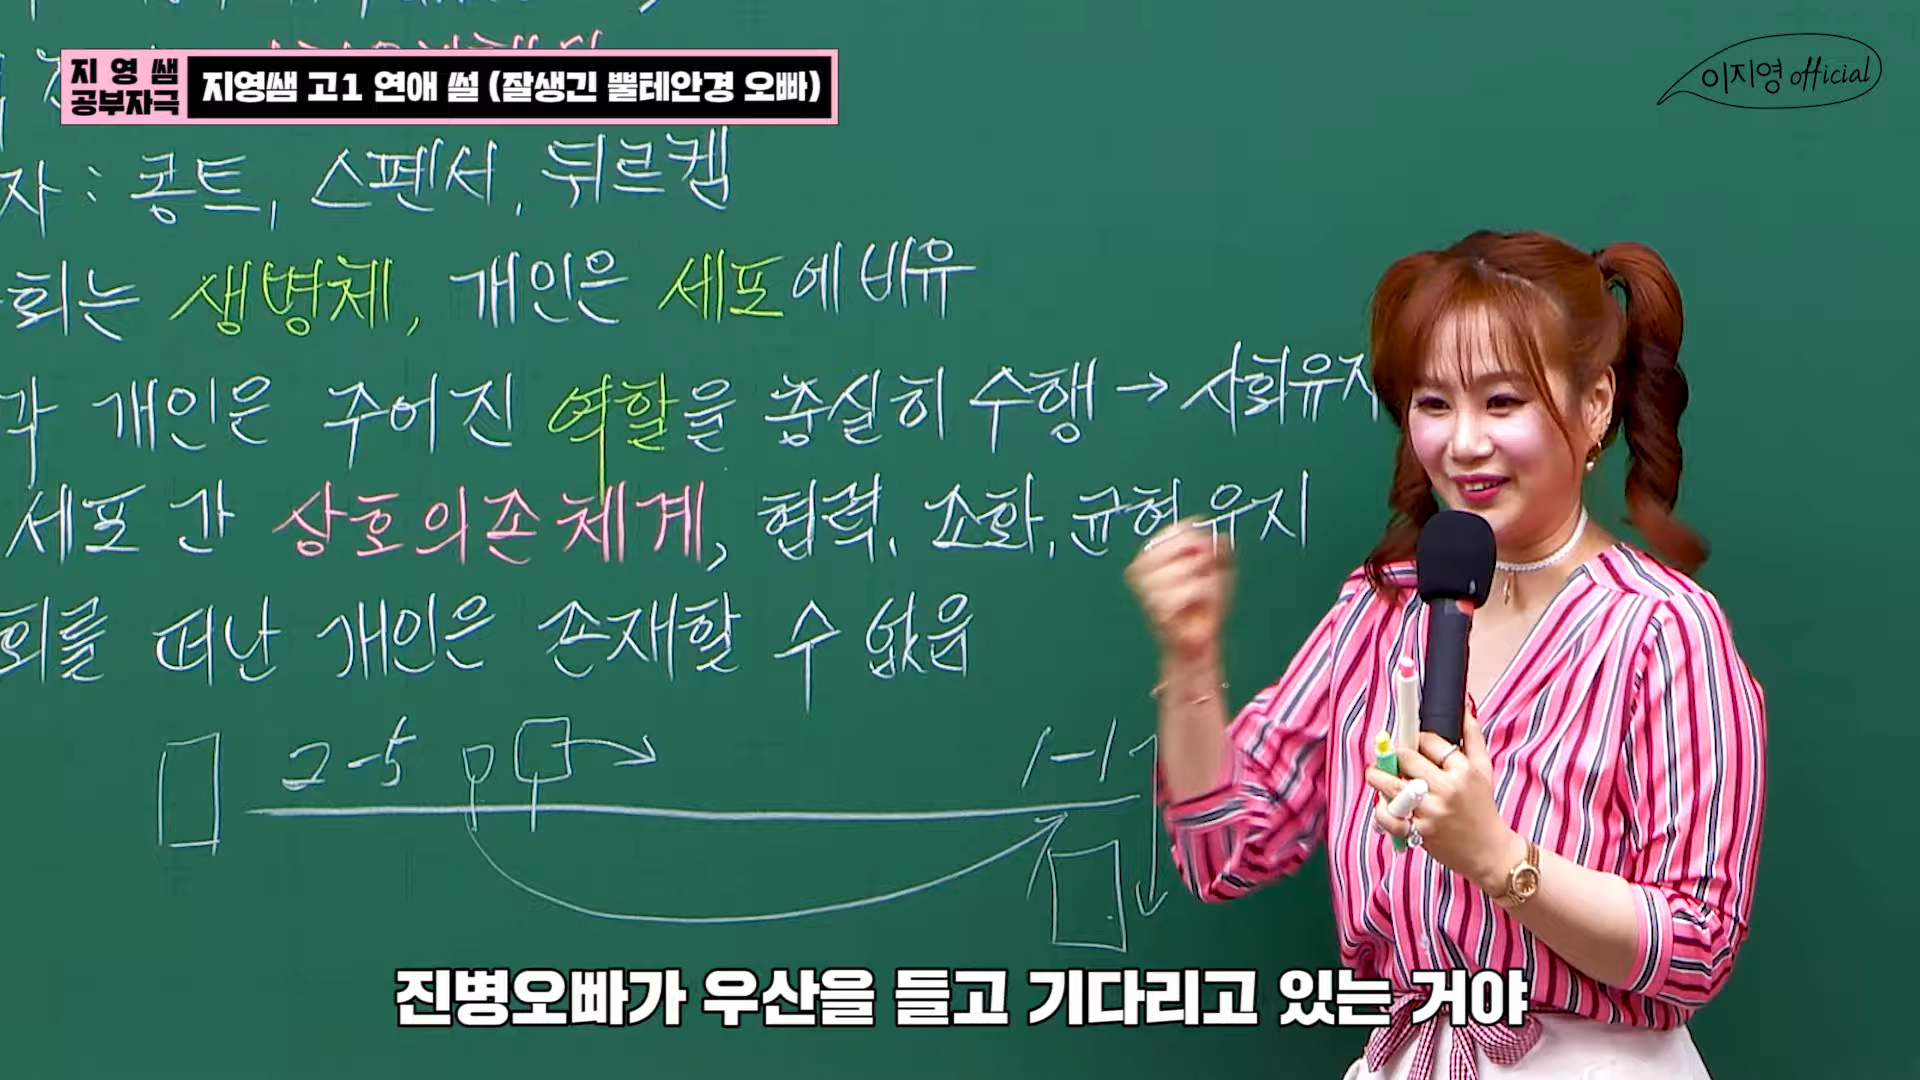 지영쌤
공부자극
지영쌤 고1 연애 썰 (잘생긴 뿔테안경 오빠)
이지영 official
자 : 콩트, 스펜서, 뒤르켐
회는 생병체, 개인은 세포에 비유
각 개인은 주어진 역할을 충실히 수행 → 사회유지
세포 간 상호의존체계, 협력, 조화, 균형유지
회를 떠난 개인은 존재할 수 없음
2-5
1-1
진병오빠가 우산을 들고 기다리고 있는 거야